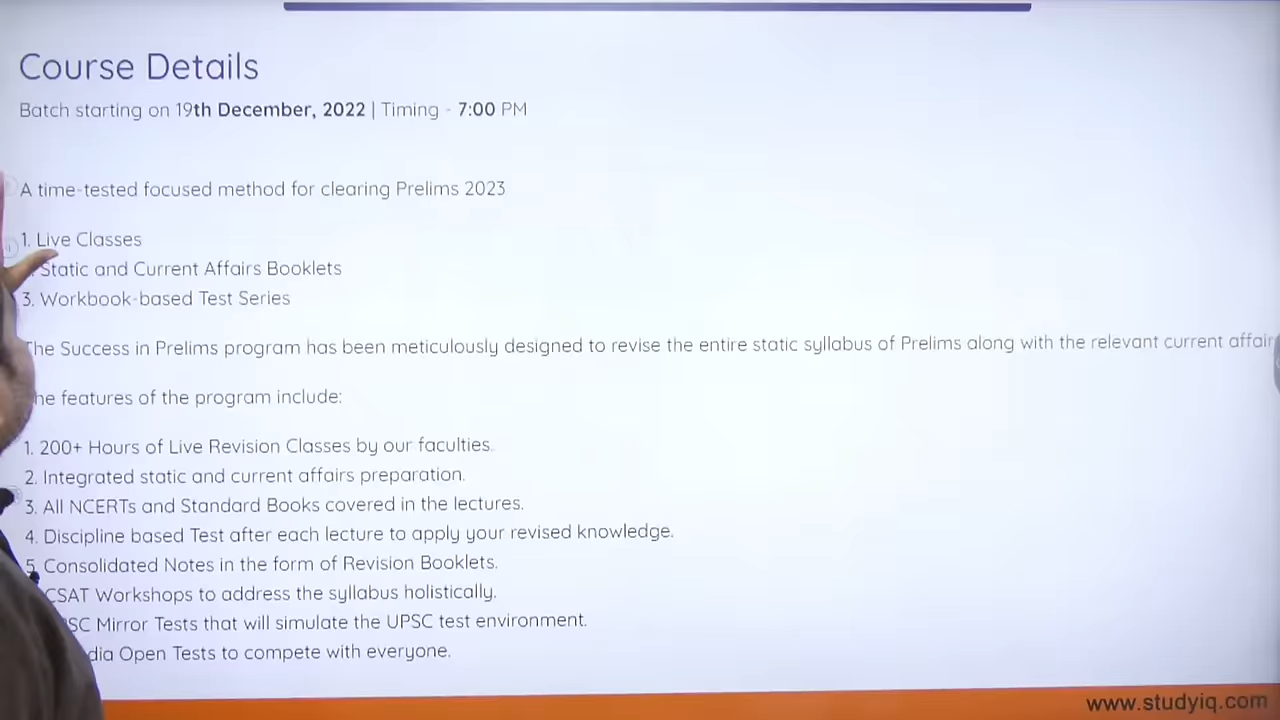 Course Details
Batch starting on 19th December, 2022 | Timing - 7:00 PM
A time-tested focused method for clearing Prelims 2023
1. Live Classes
Static and Current Affairs Booklets
3. Workbook-based Test Series
The Success in Prelims program has been meticulously designed to revise the entire static syllabus of Prelims along with the relevant current affair
he features of the program include:
1. 200+ Hours of Live Revision Classes by our faculties.
2. Integrated static and current affairs preparation.
3. All NCERTs and Standard Books covered in the lectures.
4. Discipline based Test after each lecture to apply your revised knowledge.
5. Consolidated Notes in the form of Revision Booklets.
CSAT Workshops to address the syllabus holistically.
SC Mirror Tests that will simulate the UPSC test environment.
dia Open Tests to compete with everyone.
www.studyiq.com